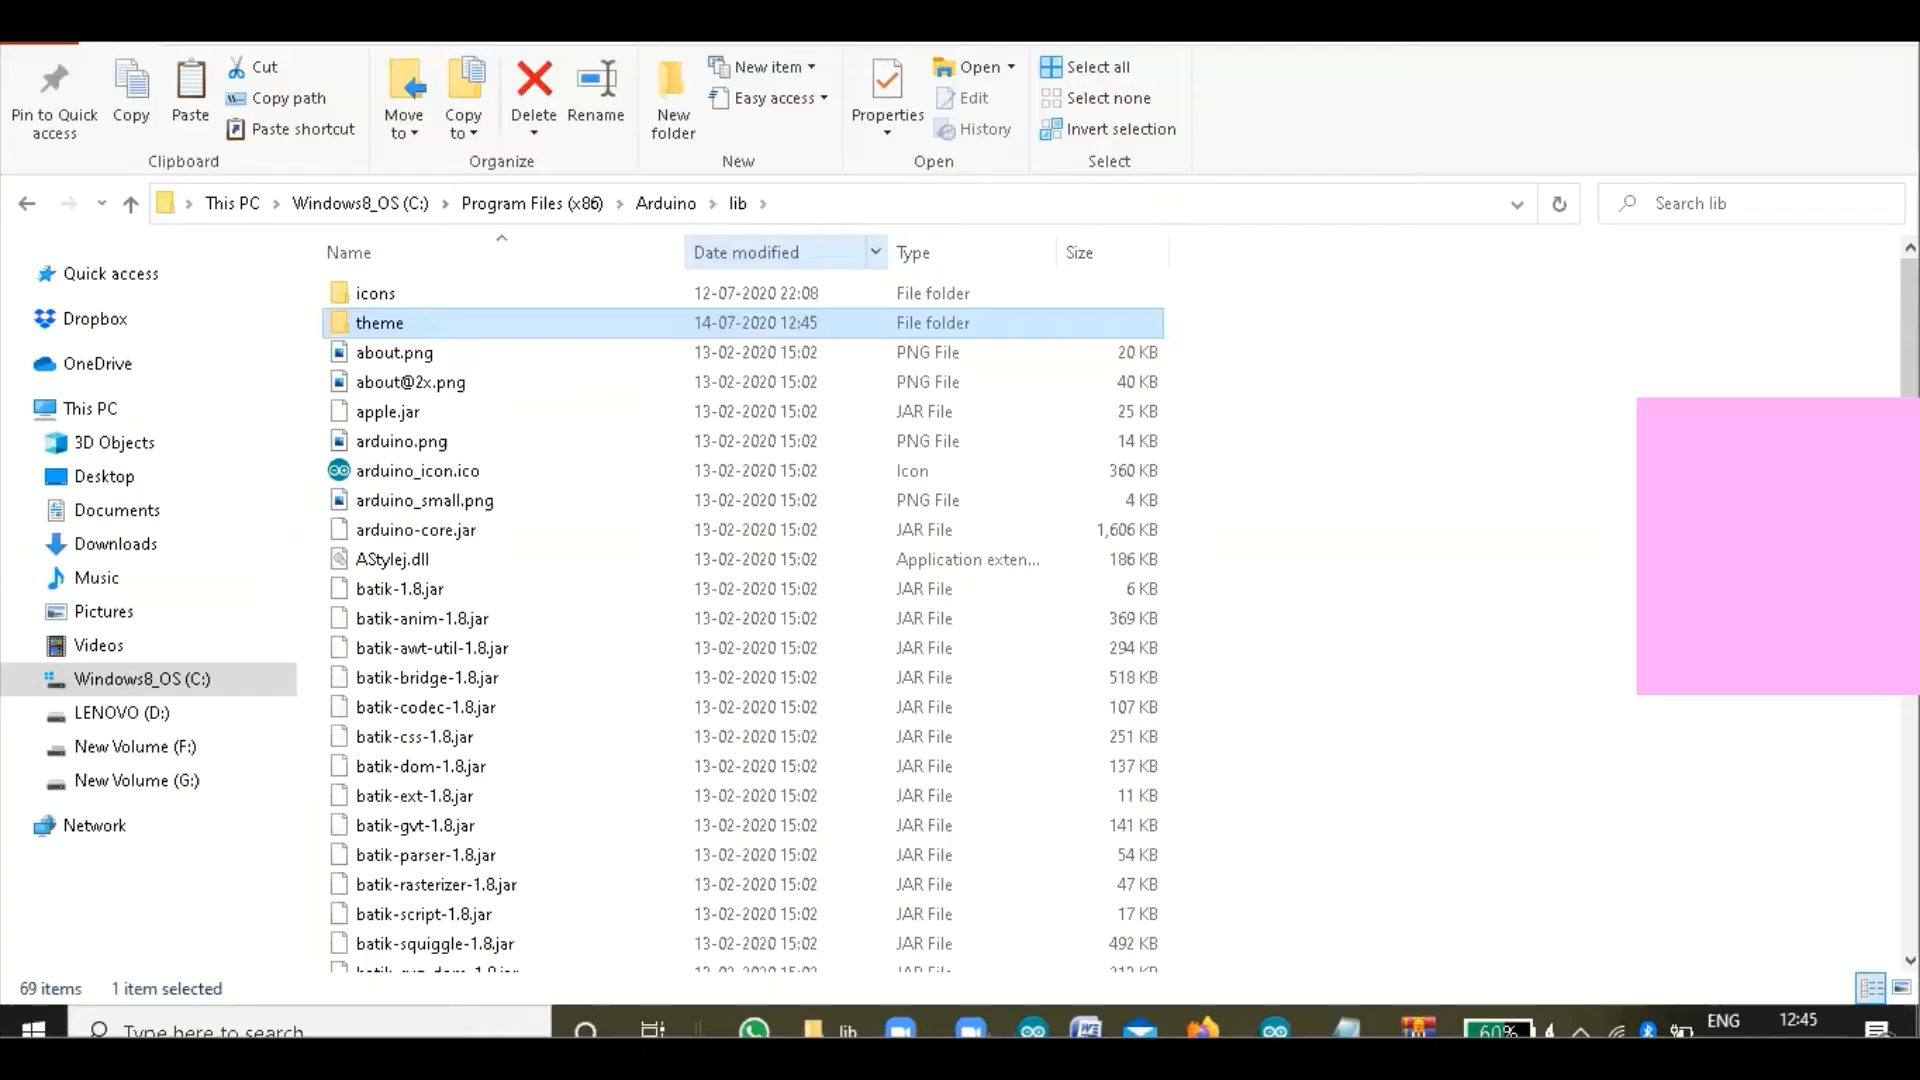 Pin to Quick access
Copy
Paste
Cut
Copy path
Paste shortcut
Clipboard
Move to
Copy to
Delete
Rename
Organize
New folder
New item
Easy access
New
Properties
Open
Edit
History
Open
Select all
Select none
Invert selection
Select
This PC > Windows8_OS (C:) > Program Files (x86) > Arduino > lib >
Search lib
Quick access
Dropbox
OneDrive
This PC
3D Objects
Desktop
Documents
Downloads
Music
Pictures
Videos
Windows8_OS (C:)
LENOVO (D:)
New Volume (F:)
New Volume (G:)
Network
Name Date modified Type Size
icons 12-07-2020 22:08 File folder
theme 14-07-2020 12:45 File folder
about.png 13-02-2020 15:02 PNG File 20 KB
about@2x.png 13-02-2020 15:02 PNG File 40 KB
apple.jar 13-02-2020 15:02 JAR File 25 KB
arduino.png 13-02-2020 15:02 PNG File 14 KB
arduino_icon.ico 13-02-2020 15:02 Icon 360 KB
arduino_small.png 13-02-2020 15:02 PNG File 4 KB
arduino-core.jar 13-02-2020 15:02 JAR File 1,606 KB
AStylej.dll 13-02-2020 15:02 Application exten... 186 KB
batik-1.8.jar 13-02-2020 15:02 JAR File 6 KB
batik-anim-1.8.jar 13-02-2020 15:02 JAR File 369 KB
batik-awt-util-1.8.jar 13-02-2020 15:02 JAR File 294 KB
batik-bridge-1.8.jar 13-02-2020 15:02 JAR File 518 KB
batik-codec-1.8.jar 13-02-2020 15:02 JAR File 107 KB
batik-css-1.8.jar 13-02-2020 15:02 JAR File 251 KB
batik-dom-1.8.jar 13-02-2020 15:02 JAR File 137 KB
batik-ext-1.8.jar 13-02-2020 15:02 JAR File 11 KB
batik-gvt-1.8.jar 13-02-2020 15:02 JAR File 141 KB
batik-parser-1.8.jar 13-02-2020 15:02 JAR File 54 KB
batik-rasterizer-1.8.jar 13-02-2020 15:02 JAR File 47 KB
batik-script-1.8.jar 13-02-2020 15:02 JAR File 17 KB
batik-squiggle-1.8.jar 13-02-2020 15:02 JAR File 492 KB
69 items 1 item selected
Type here to search
lib
60%
ENG
12:45